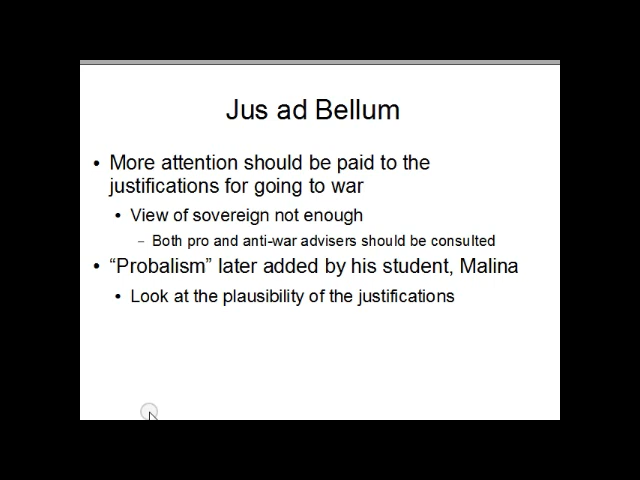 Jus ad Bellum
• More attention should be paid to the
justifications for going to war
• View of sovereign not enough
– Both pro and anti-war advisers should be consulted
• “Probalism” later added by his student, Malina
• Look at the plausibility of the justifications